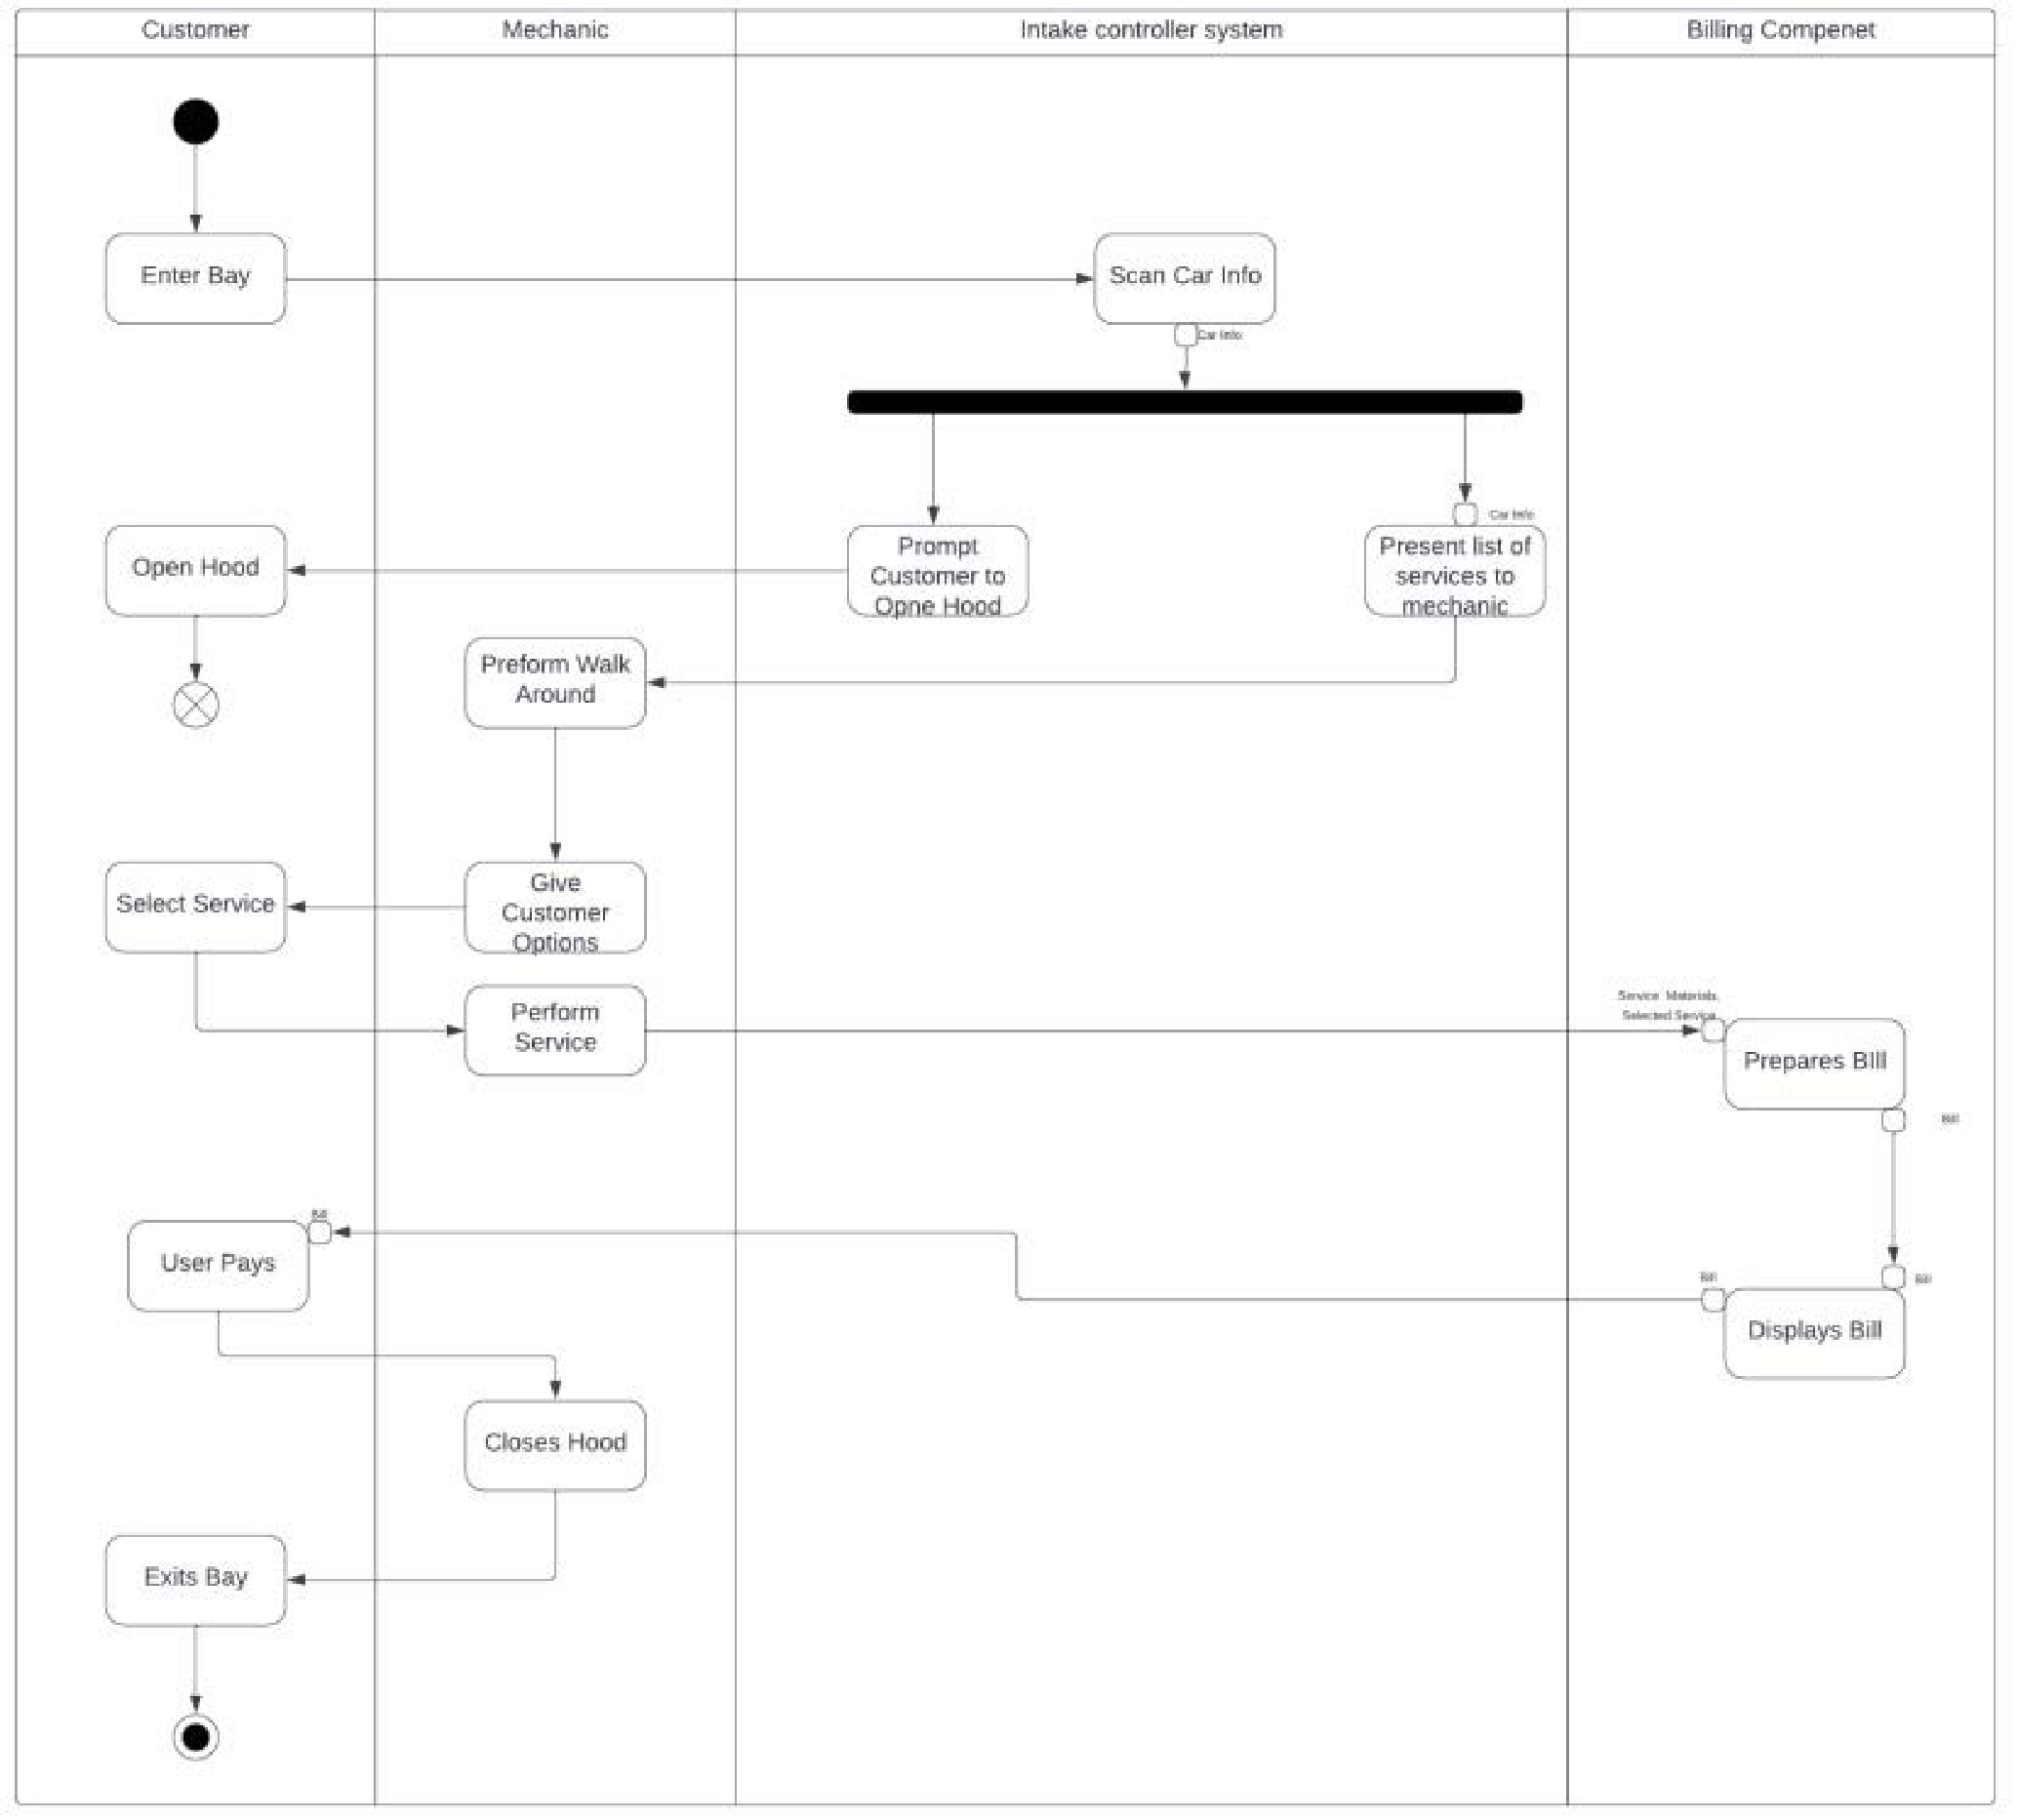 Customer
Mechanic
Intake controller system
Billing Compenet
Enter Bay
Scan Car Info
Car Info
Car Info
Open Hood
Prompt
Customer to
Opne Hood
Present list of
services to
mechanic
Preform Walk
Around
Select Service
Give
Customer
Options
Perform
Service
Service Materials,
Selected Service,
Prepares BIll
Bill
Bill
User Pays
Bill
Bill
Displays Bill
Closes Hood
Exits Bay